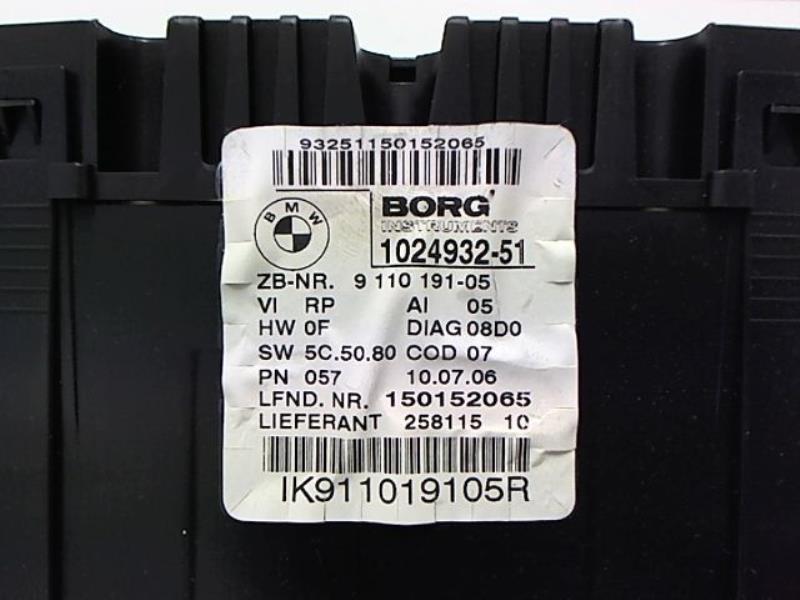 93251150152065
BMW
BORG
INSTRUMENTS
1024932-51
ZB-NR. 9 110 191-05
VI RP AI 05
HW 0F DIAG 08D0
SW 5C.50.80 COD 07
PN 057 10.07.06
LFND. NR. 150152065
LIEFERANT 258115 10
IK911019105R